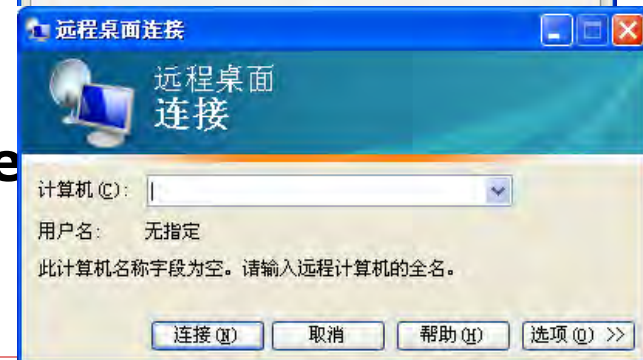 远程桌面连接
远程桌面
连接
e
计算机(C):
用户名: 无指定
此计算机名称字段为空。请输入远程计算机的全名。
连接(N) 取消 帮助(H) 选项(O) >>